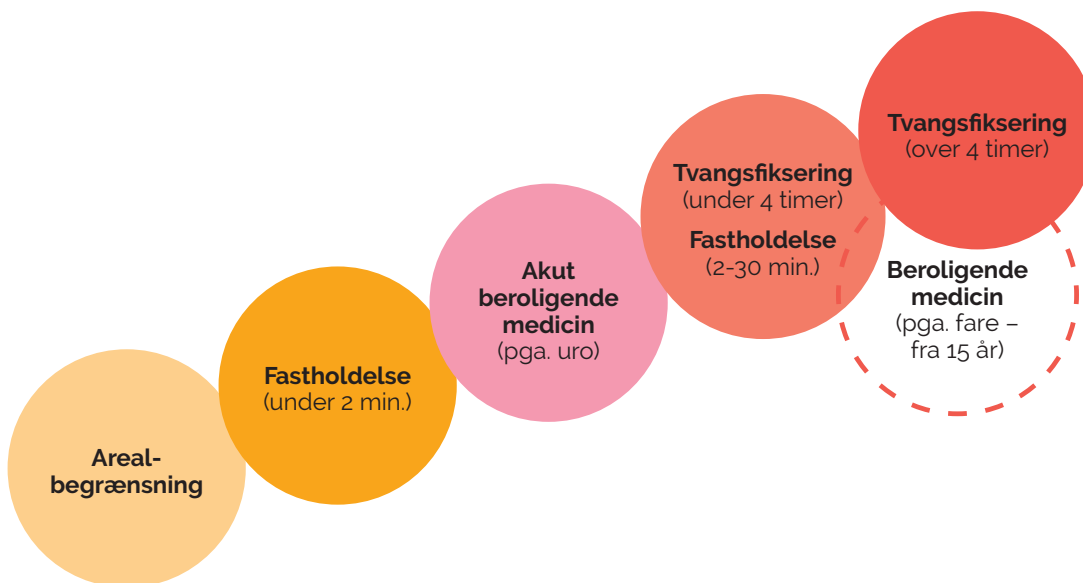 Areal-
begrænsning
Fastholdelse
(under 2 min.)
Akut
beroligende
medicin
(pga. uro)
Tvangsfiksering
(under 4 timer)
Fastholdelse
(2-30 min.)
Tvangsfiksering
(over 4 timer)
Beroligende
medicin
(pga. fare –
fra 15 år)